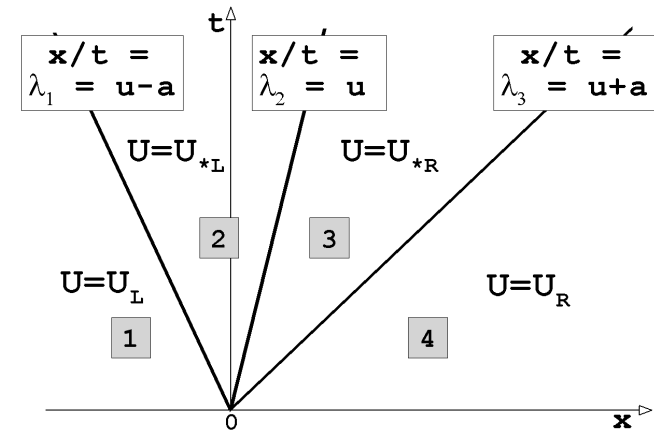 t
x/t =
λ₁ = u-a
x/t =
λ₂ = u
x/t =
λ₃ = u+a
U=U*L
U=U*R
2
3
U=UL
U=UR
1
4
0
x